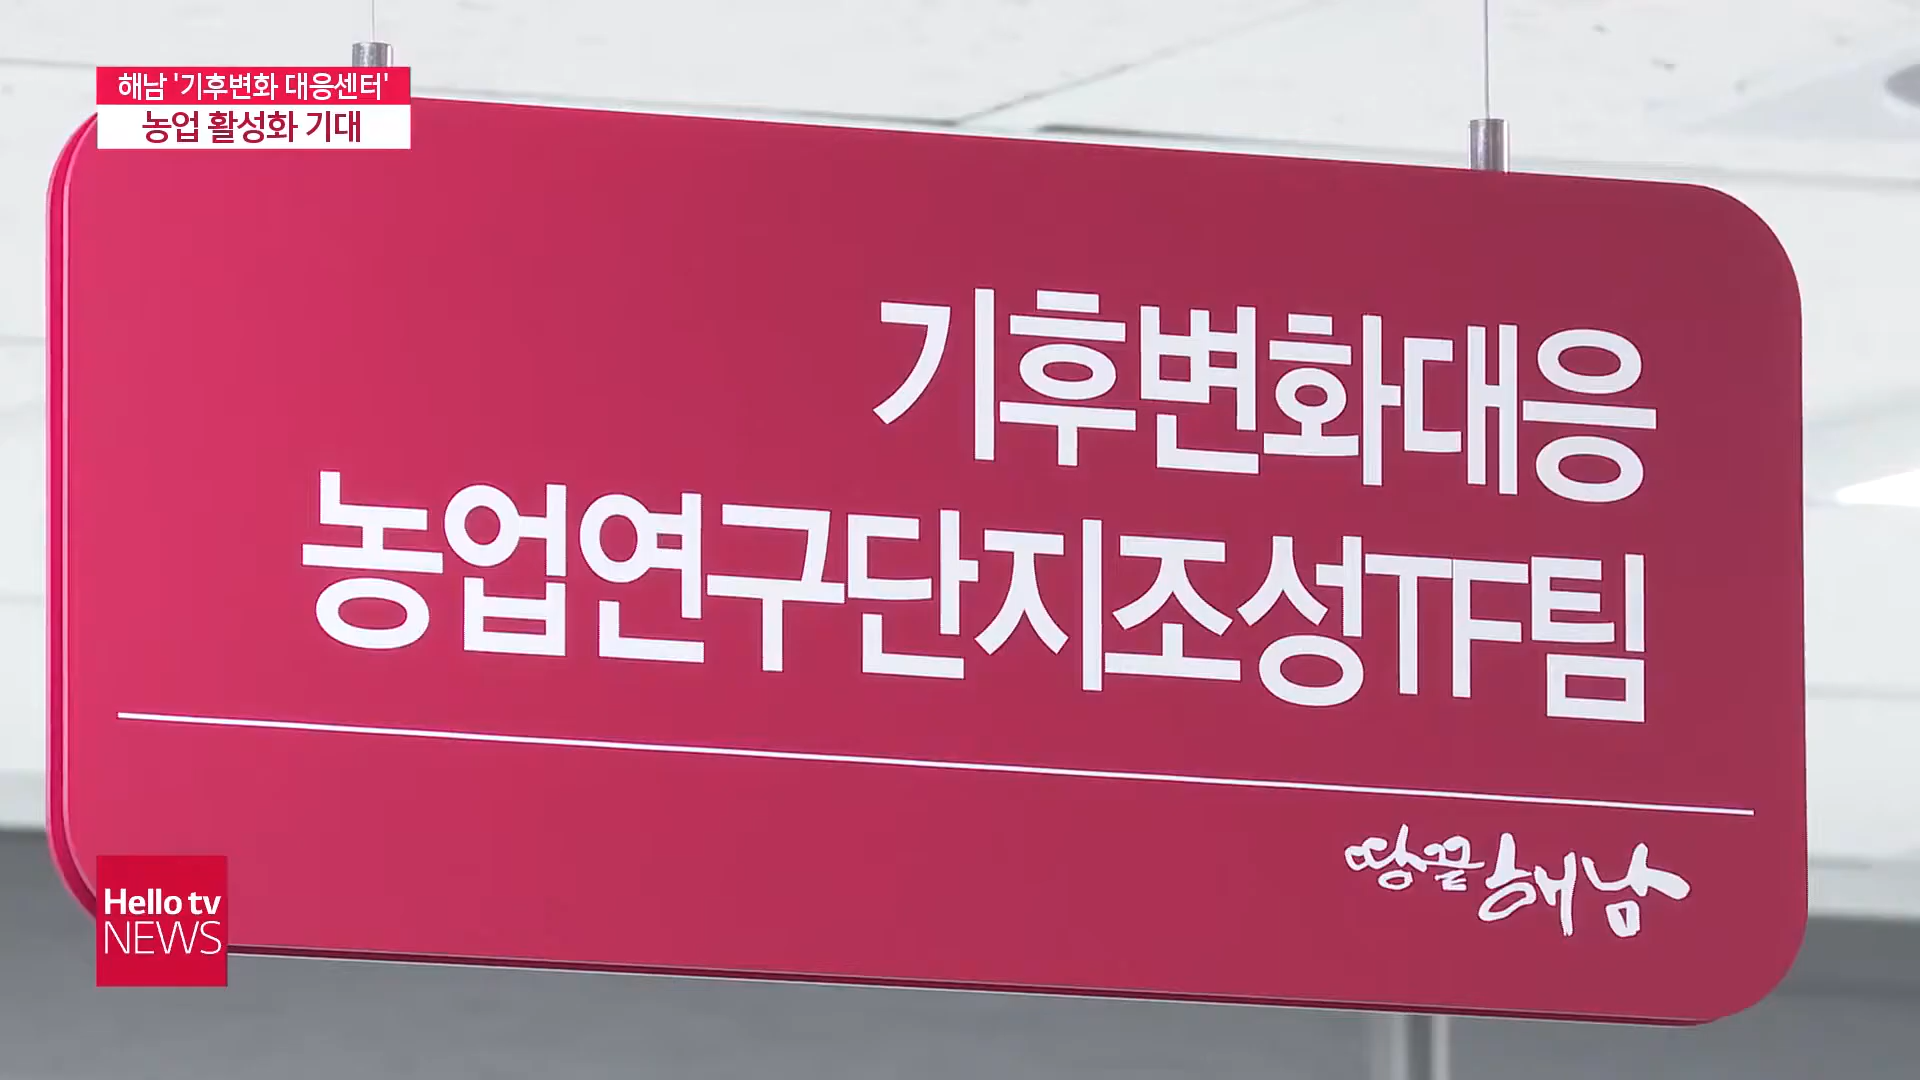 해남 '기후변화 대응센터'
농업 활성화 기대
기후변화대응
농업연구단지조성TF팀
땅끝해남
Hello tv
NEWS